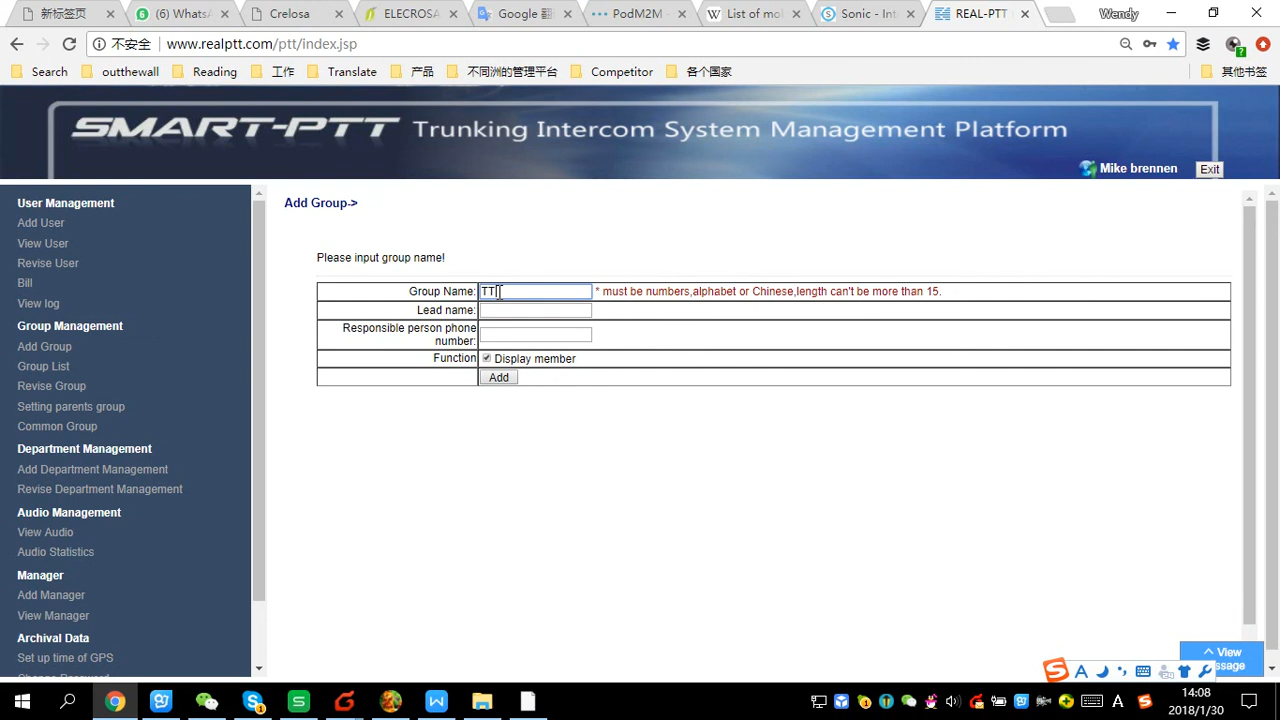 新标签页
(6) WhatsA
Crelosa
ELECROSA
Google 翻
PodM2M -
List of mo
Sonic - Int
REAL-PTT
Wendy
不安全 www.realptt.com/ptt/index.jsp
Search outthewall Reading 工作 Translate 产品 不同洲的管理平台 Competitor 各个国家 其他书签
SMART-PTT Trunking Intercom System Management Platform
Mike brennen Exit
User Management
Add User
View User
Revise User
Bill
View log
Group Management
Add Group
Group List
Revise Group
Setting parents group
Common Group
Department Management
Add Department Management
Revise Department Management
Audio Management
View Audio
Audio Statistics
Manager
Add Manager
View Manager
Archival Data
Set up time of GPS
Add Group->
Please input group name!
Group Name: TT * must be numbers,alphabet or Chinese,length can't be more than 15.
Lead name:
Responsible person phone
number:
Function Display member
Add
View
ssage
14:08
2018/1/30